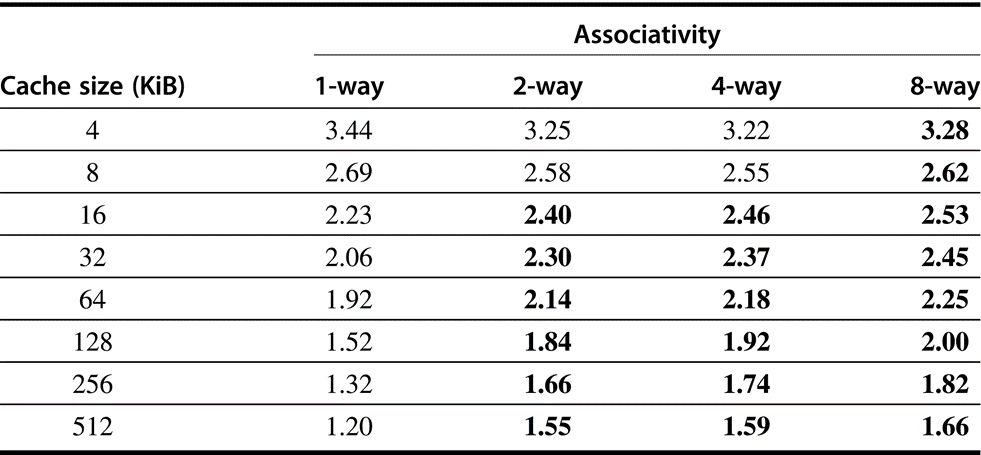 Associativity
Cache size (KiB) 1-way 2-way 4-way 8-way
4 3.44 3.25 3.22 3.28
8 2.69 2.58 2.55 2.62
16 2.23 2.40 2.46 2.53
32 2.06 2.30 2.37 2.45
64 1.92 2.14 2.18 2.25
128 1.52 1.84 1.92 2.00
256 1.32 1.66 1.74 1.82
512 1.20 1.55 1.59 1.66